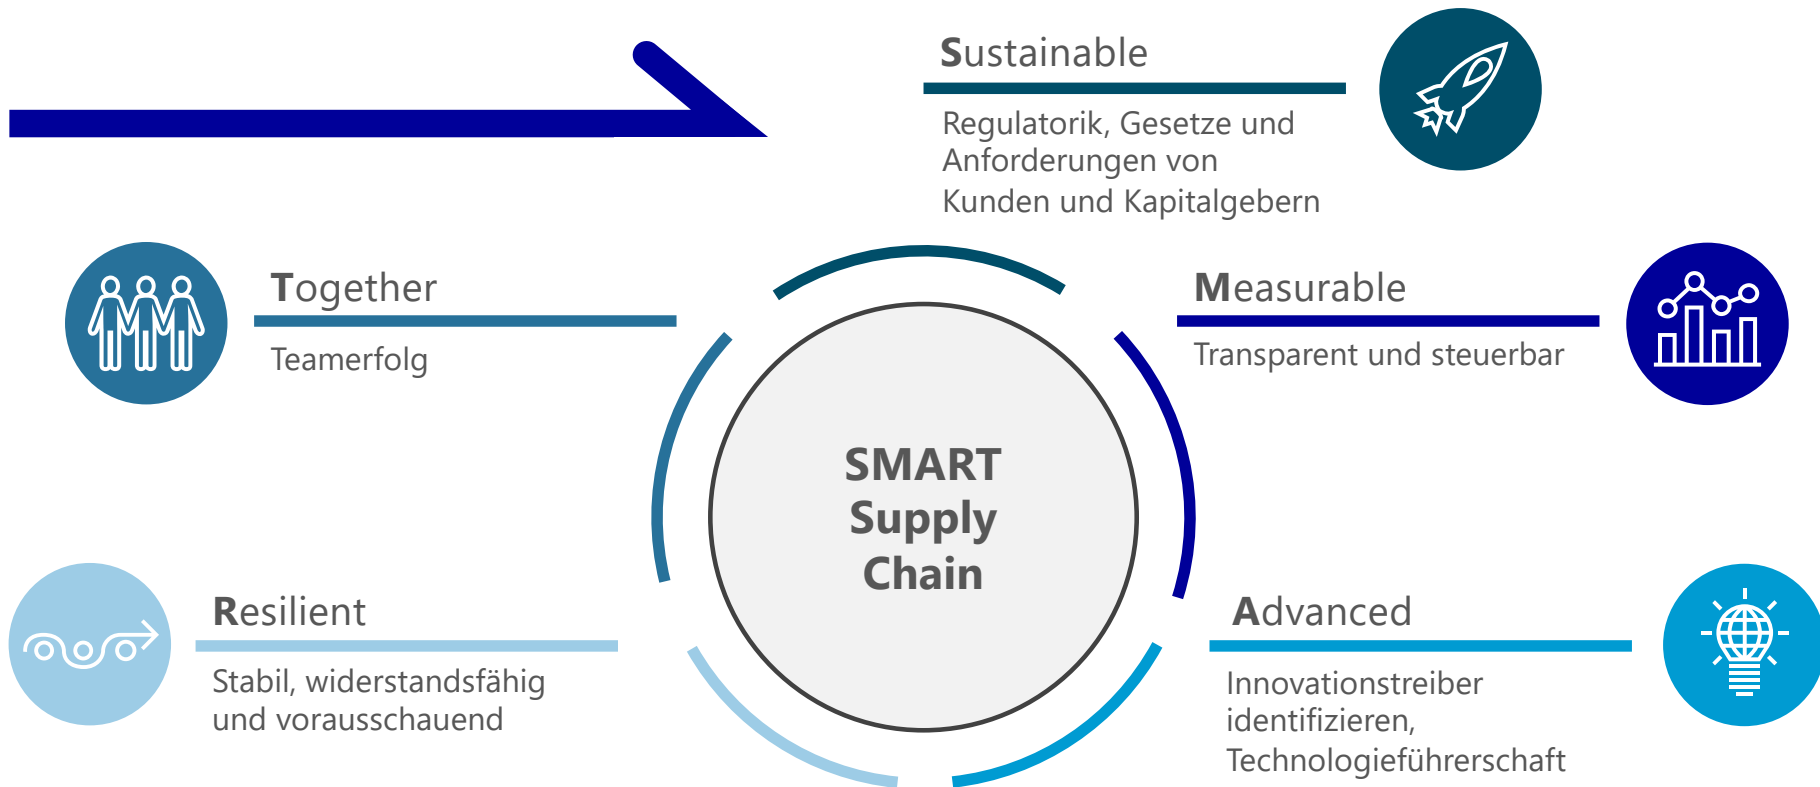 Sustainable
Regulatorik, Gesetze und
Anforderungen von
Kunden und Kapitalgebern
Together
Teamerfolg
Measurable
Transparent und steuerbar
SMART
Supply
Chain
Resilient
Stabil, widerstandsfähig
und vorausschauend
Advanced
Innovationstreiber
identifizieren,
Technologieführerschaft